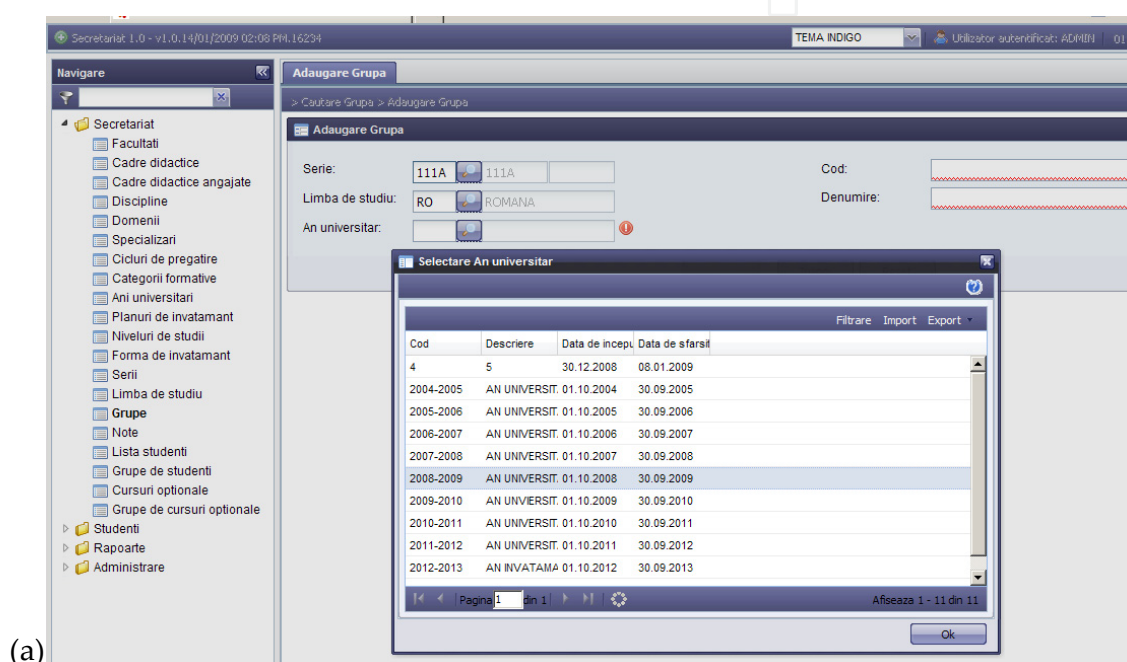 Secretariat 1.0 - v1.0.14/01/2009 02:08 PM.16234 TEMA INDIGO Utilizator autentificat: ADMIN 01
Navigare
Secretariat
Facultati
Cadre didactice
Cadre didactice angajate
Discipline
Domenii
Specializari
Cicluri de pregatire
Categorii formative
Ani universitari
Planuri de invatamant
Niveluri de studii
Forma de invatamant
Serii
Limba de studiu
Grupe
Note
Lista studenti
Grupe de studenti
Cursuri optionale
Grupe de cursuri optionale
Studenti
Rapoarte
Administrare
Adaugare Grupa
> Cautare Grupa > Adaugare Grupa
Adaugare Grupa
Serie: 111A 111A Cod:
Limba de studiu: RO ROMANA Denumire:
An universitar:
Selectare An universitar
Filtrare Import Export
Cod Descriere Data de incepu Data de sfarsit
4 5 30.12.2008 08.01.2009
2004-2005 AN UNIVERSIT. 01.10.2004 30.09.2005
2005-2006 AN UNIVERSIT. 01.10.2005 30.09.2006
2006-2007 AN UNIVERSIT. 01.10.2006 30.09.2007
2007-2008 AN UNIVERSIT. 01.10.2007 30.09.2008
2008-2009 AN UNIVERSIT. 01.10.2008 30.09.2009
2009-2010 AN UNVIERSIT. 01.10.2009 30.09.2010
2010-2011 AN UNIVERSIT. 01.10.2010 30.09.2011
2011-2012 AN UNIVERSIT. 01.10.2011 30.09.2012
2012-2013 AN INVATAMA 01.10.2012 30.09.2013
Pagina 1 din 1 Afiseaza 1 - 11 din 11
Ok
(a)